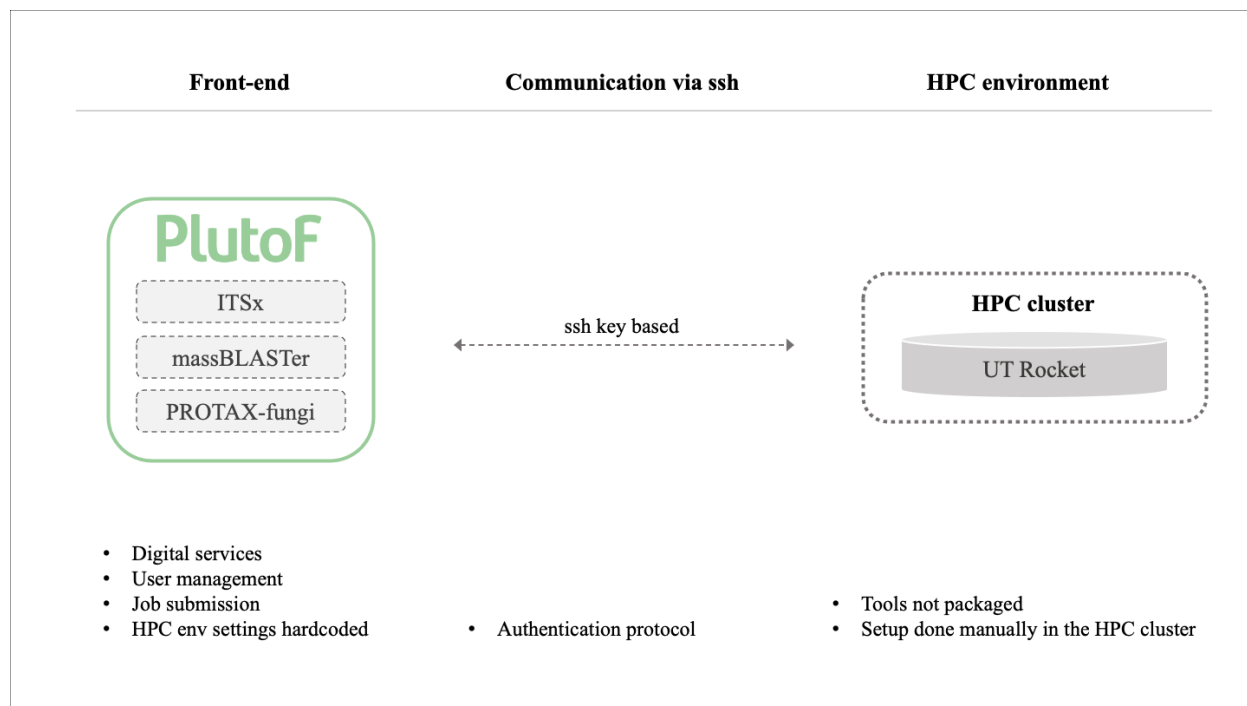 Front-end
Communication via ssh
HPC environment
PlutoF
ITSx
massBLASTer
PROTAX-fungi
ssh key based
HPC cluster
UT Rocket
• Digital services
• User management
• Job submission
• HPC env settings hardcoded
• Authentication protocol
• Tools not packaged
• Setup done manually in the HPC cluster